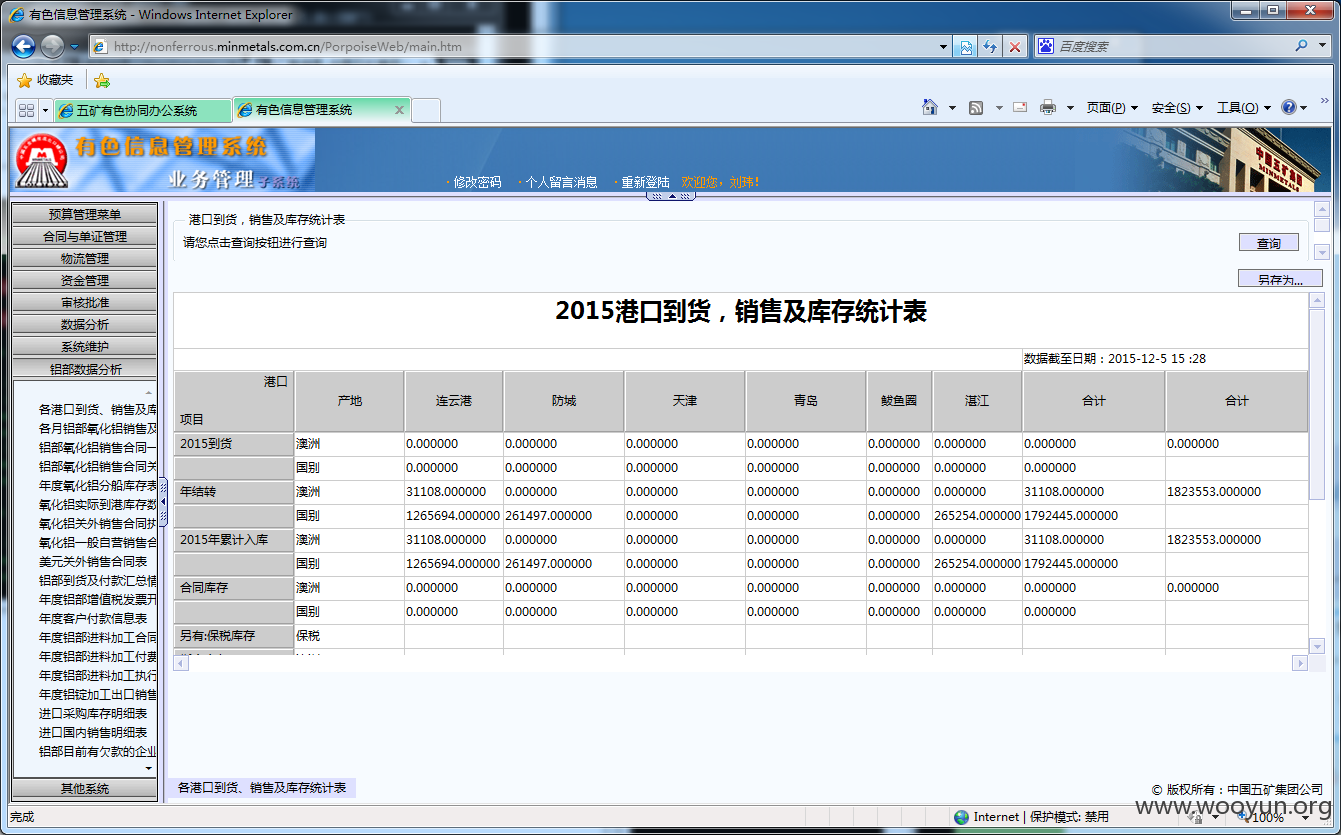 有色信息管理系统 - Windows Internet Explorer
http://nonferrous.minmetals.com.cn/PorpoiseWeb/main.htm
百度搜索
收藏夹
五矿有色协同办公系统
有色信息管理系统
页面(P)
安全(S)
工具(O)
有色信息管理系统
业务管理子系统
· 修改密码 · 个人留言消息 · 重新登陆 欢迎您，刘玮!
中国五矿集团
MINMETALS
预算管理菜单
合同与单证管理
物流管理
资金管理
审核批准
数据分析
系统维护
铝部数据分析
各港口到货、销售及库
各月铝部氧化铝销售及
铝部氧化铝销售合同一
铝部氧化铝销售合同关
年度氧化铝分船库存表
氧化铝实际到港库存数
氧化铝关外销售合同执
氧化铝一般自营销售合
美元关外销售合同表
铝部到货及付款汇总情
年度铝部增值税发票开
年度客户付款信息表
年度铝部进料加工合同
年度铝部进料加工付妻
年度铝部进料加工执行
年度铝锭加工出口销售
进口采购库存明细表
进口国内销售明细表
铝部目前有欠款的企业
其他系统
港口到货，销售及库存统计表
请您点击查询按钮进行查询
查询
另存为...
2015港口到货，销售及库存统计表
数据截至日期：2015-12-5 15 :28
港口
项目
产地 连云港 防城 天津 青岛 鲅鱼圈 湛江 合计 合计
2015到货 澳洲 0.000000 0.000000 0.000000 0.000000 0.000000 0.000000 0.000000 0.000000
国别 0.000000 0.000000 0.000000 0.000000 0.000000 0.000000 0.000000
年结转 澳洲 31108.000000 0.000000 0.000000 0.000000 0.000000 0.000000 31108.000000 1823553.000000
国别 1265694.000000 261497.000000 0.000000 0.000000 0.000000 265254.000000 1792445.000000
2015年累计入库 澳洲 31108.000000 0.000000 0.000000 0.000000 0.000000 0.000000 31108.000000 1823553.000000
国别 1265694.000000 261497.000000 0.000000 0.000000 0.000000 265254.000000 1792445.000000
合同库存 澳洲 0.000000 0.000000 0.000000 0.000000 0.000000 0.000000 0.000000 0.000000
国别 0.000000 0.000000 0.000000 0.000000 0.000000 0.000000 0.000000
另有:保税库存 保税
各港口到货、销售及库存统计表
© 版权所有：中国五矿集团公司
www.wooyun.org
完成
Internet | 保护模式: 禁用
100%